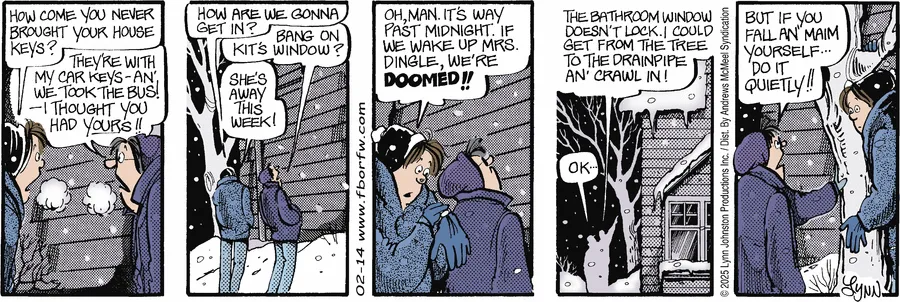 HOW COME YOU NEVER
BROUGHT YOUR HOUSE
KEYS?
THEY'RE WITH
MY CAR KEYS-AN',
WE TOOK THE BUS!
-I THOUGHT YOU
HAD YOURS!!
HOW ARE WE GONNA
GET IN?
BANG ON
KIT'S WINDOW?
SHE'S
AWAY
THIS
WEEK!
02-14 www.fborfw.com
OH, MAN. IT'S WAY
PAST MIDNIGHT. IF
WE WAKE UP MRS.
DINGLE, WE'RE
DOOMED!!
THE BATHROOM WINDOW
DOESN'T LOCK. I COULD
GET FROM THE TREE
TO THE DRAINPIPE
AN' CRAWL IN!
OK...
© 2025 Lynn Johnston Productions Inc. / Dist. By Andrews McMeel Syndication
BUT IF YOU
FALL AN' MAIM
YOURSELF...
DO IT
QUIETLY!!
LYNN